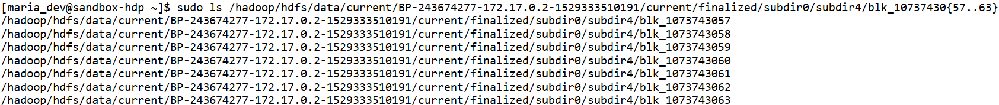 [maria_dev@sandbox-hdp ~]$ sudo ls /hadoop/hdfs/data/current/BP-243674277-172.17.0.2-1529333510191/current/finalized/subdir0/subdir4/blk_10737430{57..63}
/hadoop/hdfs/data/current/BP-243674277-172.17.0.2-1529333510191/current/finalized/subdir0/subdir4/blk_1073743057
/hadoop/hdfs/data/current/BP-243674277-172.17.0.2-1529333510191/current/finalized/subdir0/subdir4/blk_1073743058
/hadoop/hdfs/data/current/BP-243674277-172.17.0.2-1529333510191/current/finalized/subdir0/subdir4/blk_1073743059
/hadoop/hdfs/data/current/BP-243674277-172.17.0.2-1529333510191/current/finalized/subdir0/subdir4/blk_1073743060
/hadoop/hdfs/data/current/BP-243674277-172.17.0.2-1529333510191/current/finalized/subdir0/subdir4/blk_1073743061
/hadoop/hdfs/data/current/BP-243674277-172.17.0.2-1529333510191/current/finalized/subdir0/subdir4/blk_1073743062
/hadoop/hdfs/data/current/BP-243674277-172.17.0.2-1529333510191/current/finalized/subdir0/subdir4/blk_1073743063